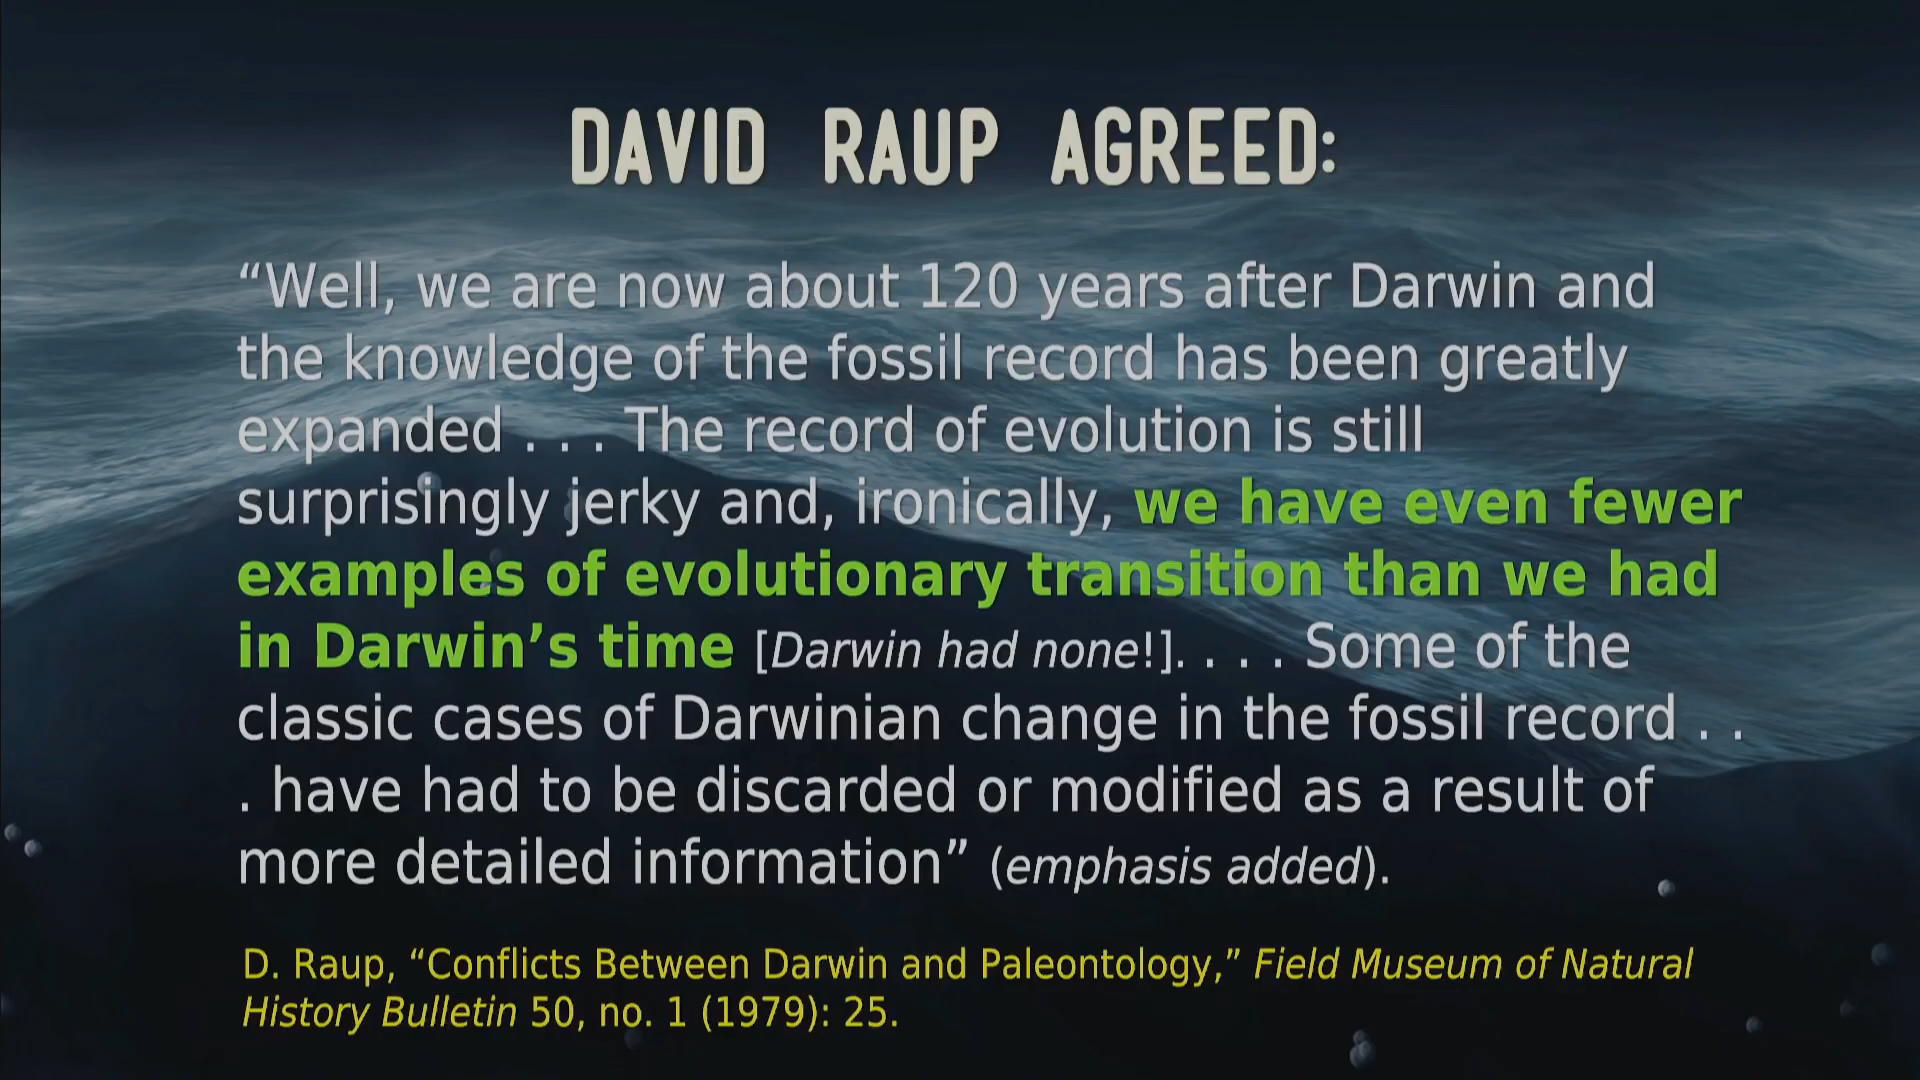 DAVID RAUP AGREED:
“Well, we are now about 120 years after Darwin and
the knowledge of the fossil record has been greatly
expanded . . . The record of evolution is still
surprisingly jerky and, ironically, we have even fewer
examples of evolutionary transition than we had
in Darwin’s time [Darwin had none!]. . . . Some of the
classic cases of Darwinian change in the fossil record . .
. have had to be discarded or modified as a result of
more detailed information” (emphasis added).
D. Raup, “Conflicts Between Darwin and Paleontology,” Field Museum of Natural
History Bulletin 50, no. 1 (1979): 25.